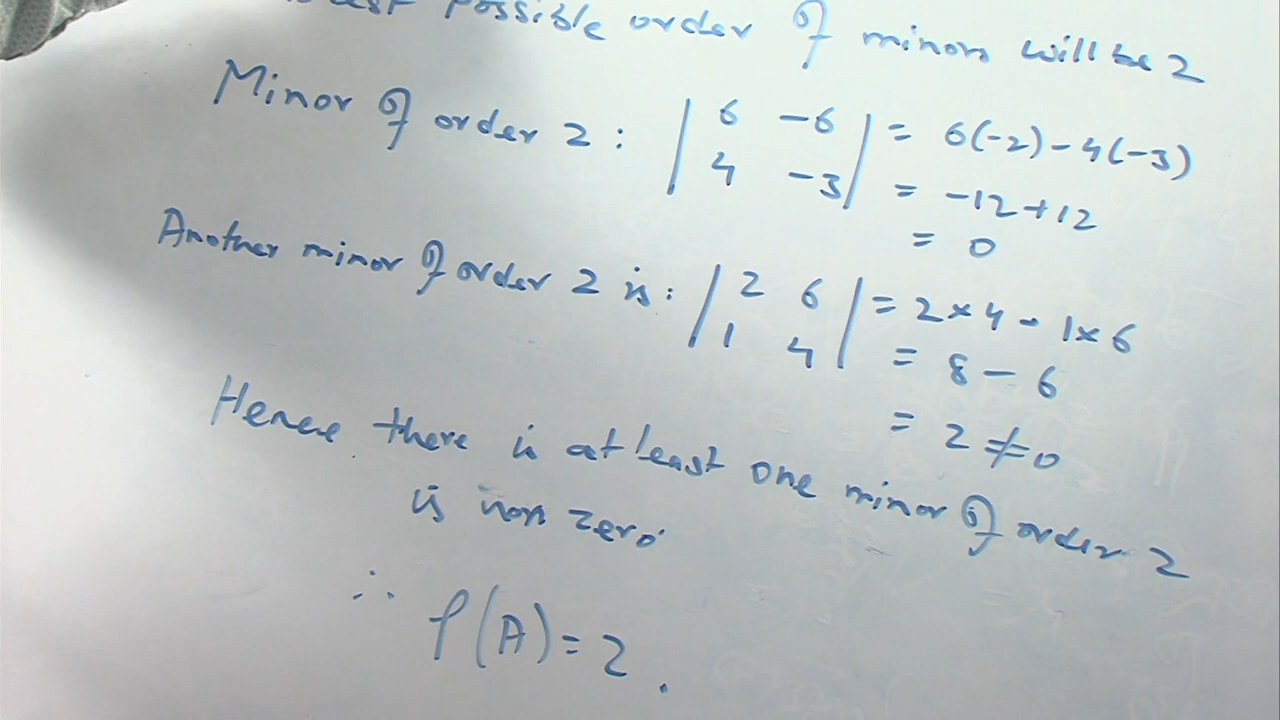 Possible order of minors will be 2
Minor of order 2 : | 6 -6 | = 6(-2) - 4(-3)
| 4 -3 | = -12+12
= 0
Another minor of order 2 is : | 2 6 | = 2×4 - 1×6
| 1 4 | = 8 - 6
= 2 ≠ 0
Hence there is at least one minor of order 2
is non zero
∴ ρ(A) = 2.